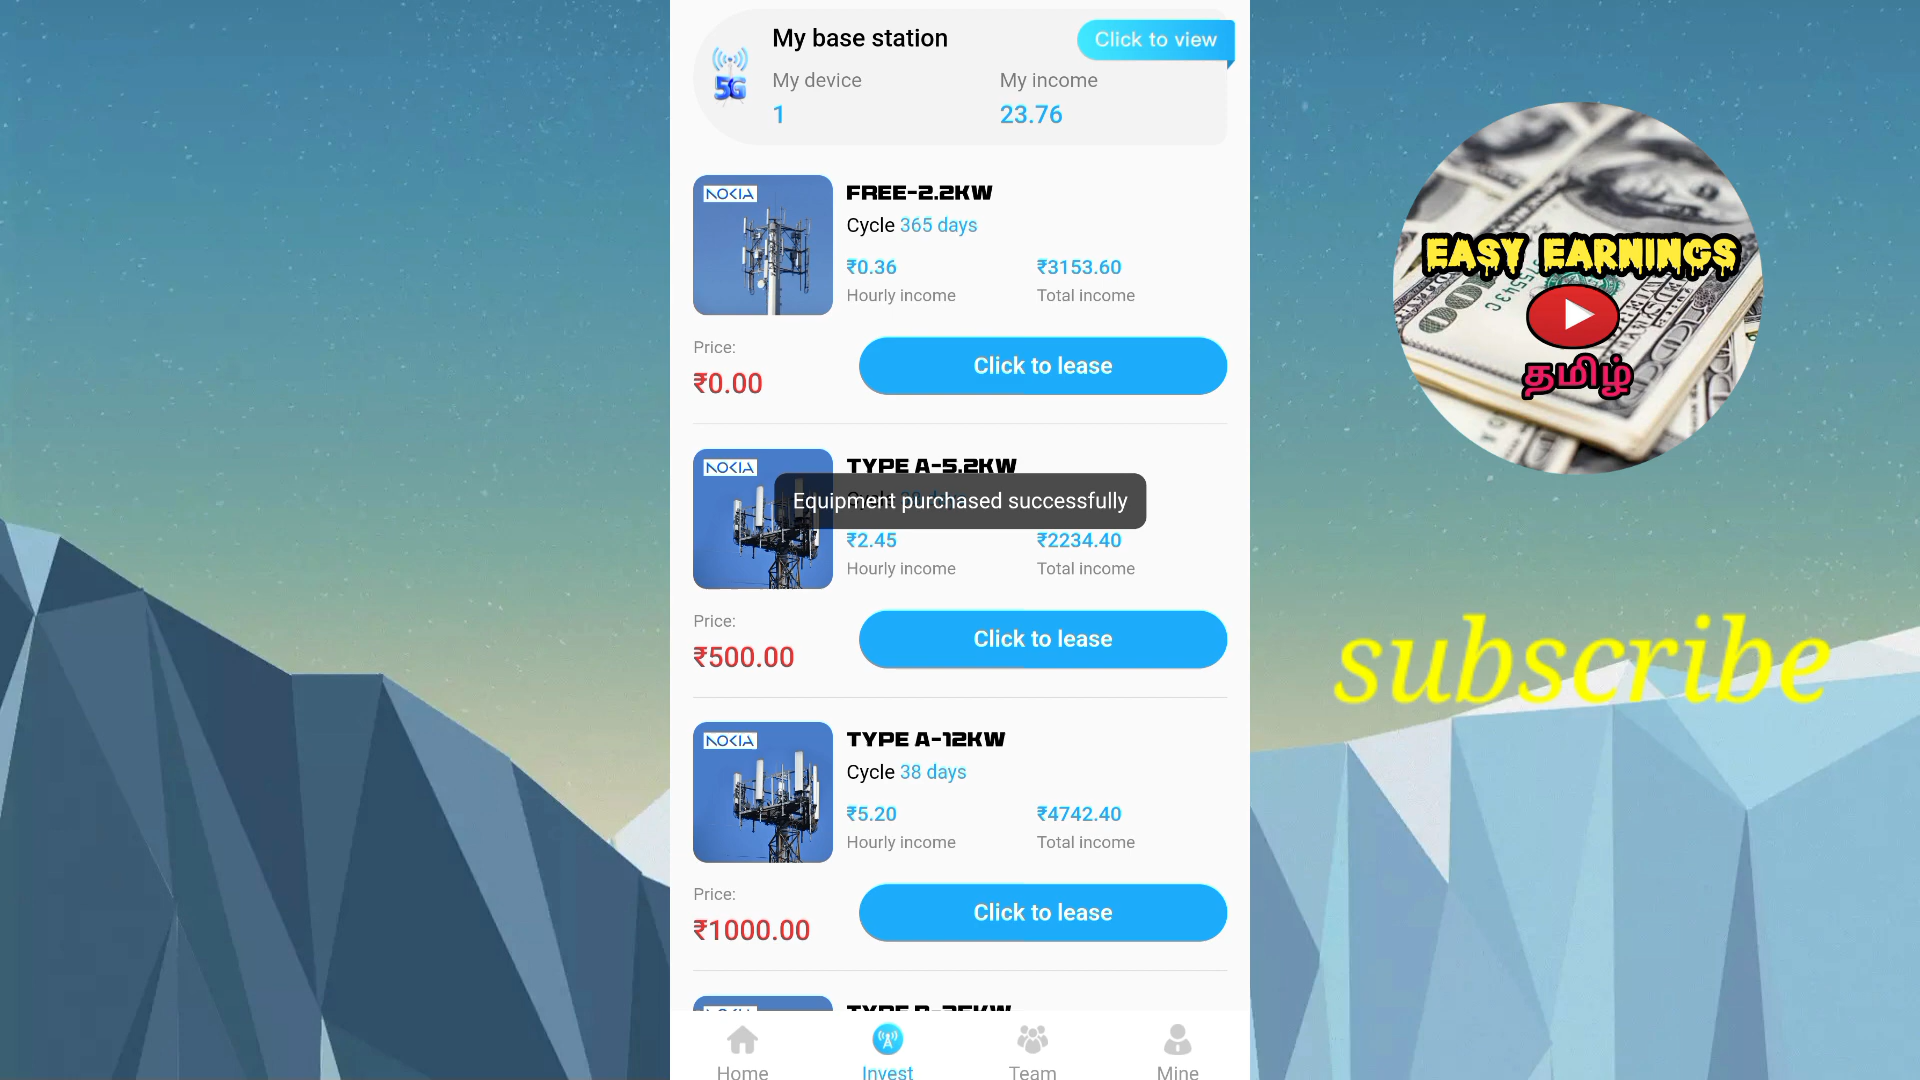 My base station
Click to view
5G
My device
My income
1
23.76
NOKIA
FREE-2.2KW
Cycle 365 days
₹0.36
₹3153.60
Hourly income
Total income
Price:
₹0.00
Click to lease
NOKIA
TYPE A-5.2KW
Equipment purchased successfully
₹2.45
₹2234.40
Hourly income
Total income
Price:
₹500.00
Click to lease
NOKIA
TYPE A-12KW
Cycle 38 days
₹5.20
₹4742.40
Hourly income
Total income
Price:
₹1000.00
Click to lease
Home
Invest
Team
Mine
EASY EARNINGS
தமிழ்
subscribe